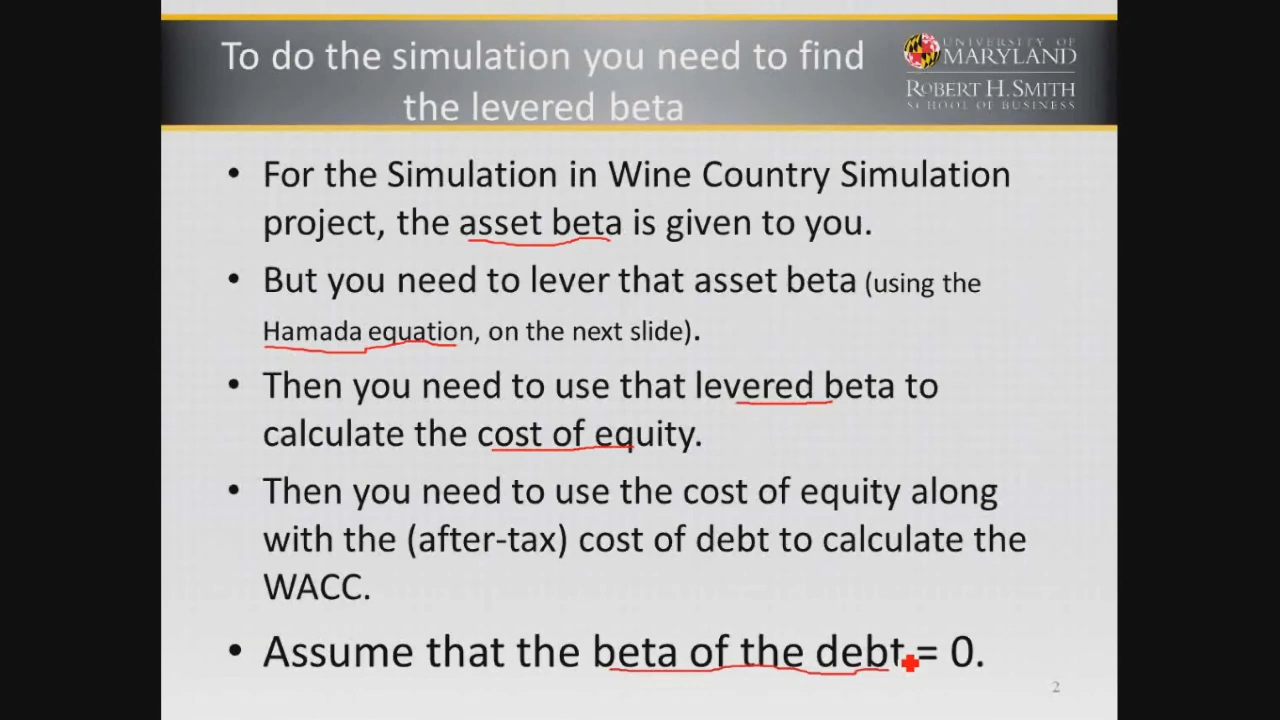 To do the simulation you need to find
the levered beta
UNIVERSITY OF
MARYLAND
ROBERT H. SMITH
SCHOOL OF BUSINESS
• For the Simulation in Wine Country Simulation
project, the asset beta is given to you.
• But you need to lever that asset beta (using the
Hamada equation, on the next slide).
• Then you need to use that levered beta to
calculate the cost of equity.
• Then you need to use the cost of equity along
with the (after-tax) cost of debt to calculate the
WACC.
• Assume that the beta of the debt = 0.
2